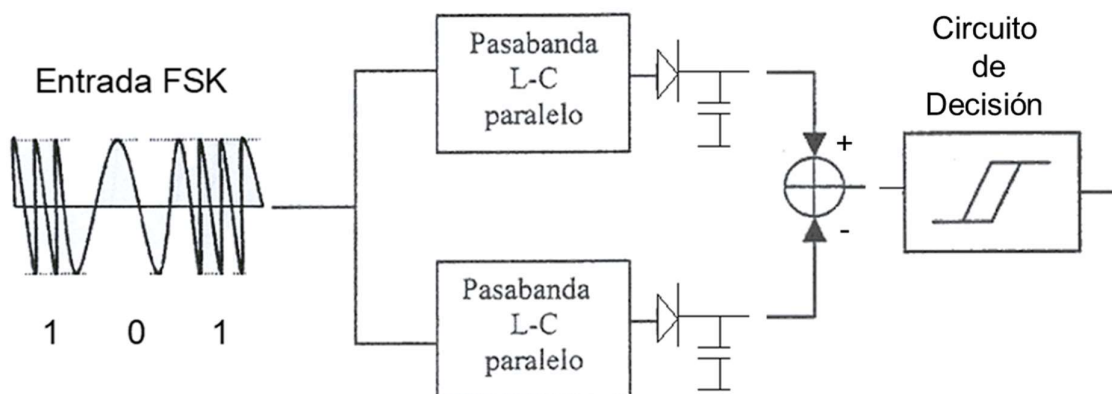 Entrada FSK
1 0 1
Pasabanda
L-C
paralelo
Pasabanda
L-C
paralelo
+
-
Circuito
de
Decisión